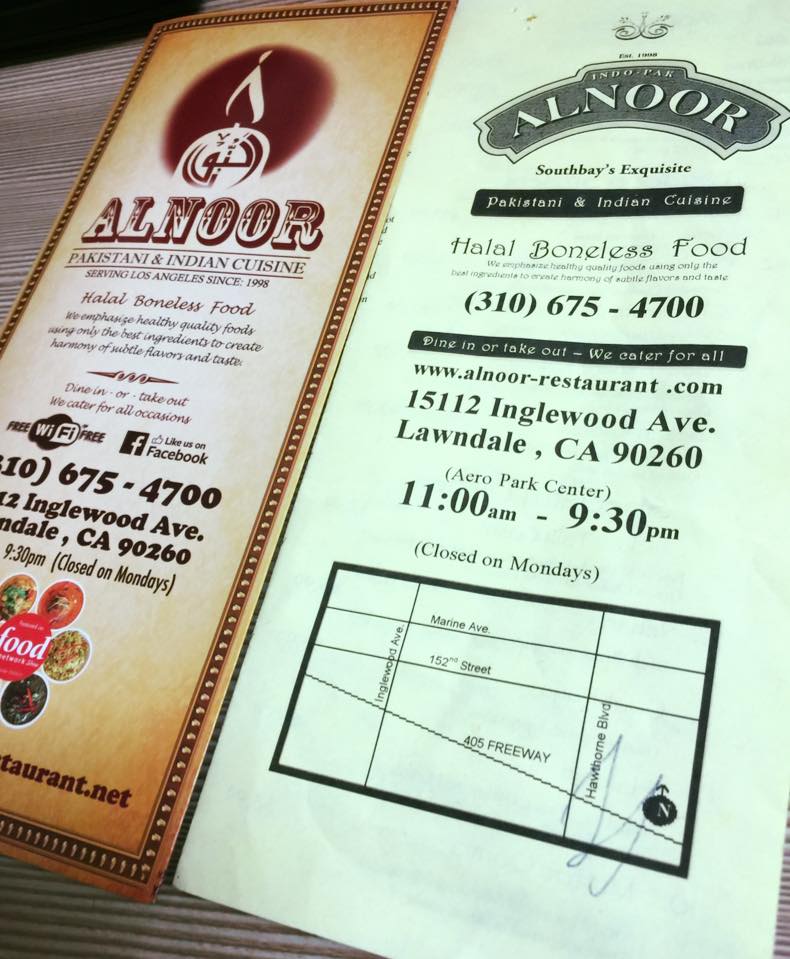 ALNOOR
PAKISTANI & INDIAN CUISINE
SERVING LOS ANGELES SINCE: 1998
Halal Boneless Food
We emphasize healthy quality foods
using only the best ingredients to create
harmony of subtle flavors and taste.
Dine in - or - take out
We cater for all occasions
FREE WiFi FREE
Like us on
Facebook
310) 675 - 4700
12 Inglewood Ave.
ndale , CA 90260
9:30pm (Closed on Mondays)
food
taurant.net
Est. 1998
INDO-PAK
ALNOOR
Southbay's Exquisite
Pakistani & Indian Cuisine
Halal Boneless Food
We emphasize healthy quality foods using only the
best ingredients to create harmony of subtle flavors and taste
(310) 675 - 4700
Dine in or take out – We cater for all
www.alnoor-restaurant .com
15112 Inglewood Ave.
Lawndale , CA 90260
(Aero Park Center)
11:00am - 9:30pm
(Closed on Mondays)
Marine Ave.
Inglewood Ave.
152nd Street
405 FREEWAY
Hawthorne Blvd
N